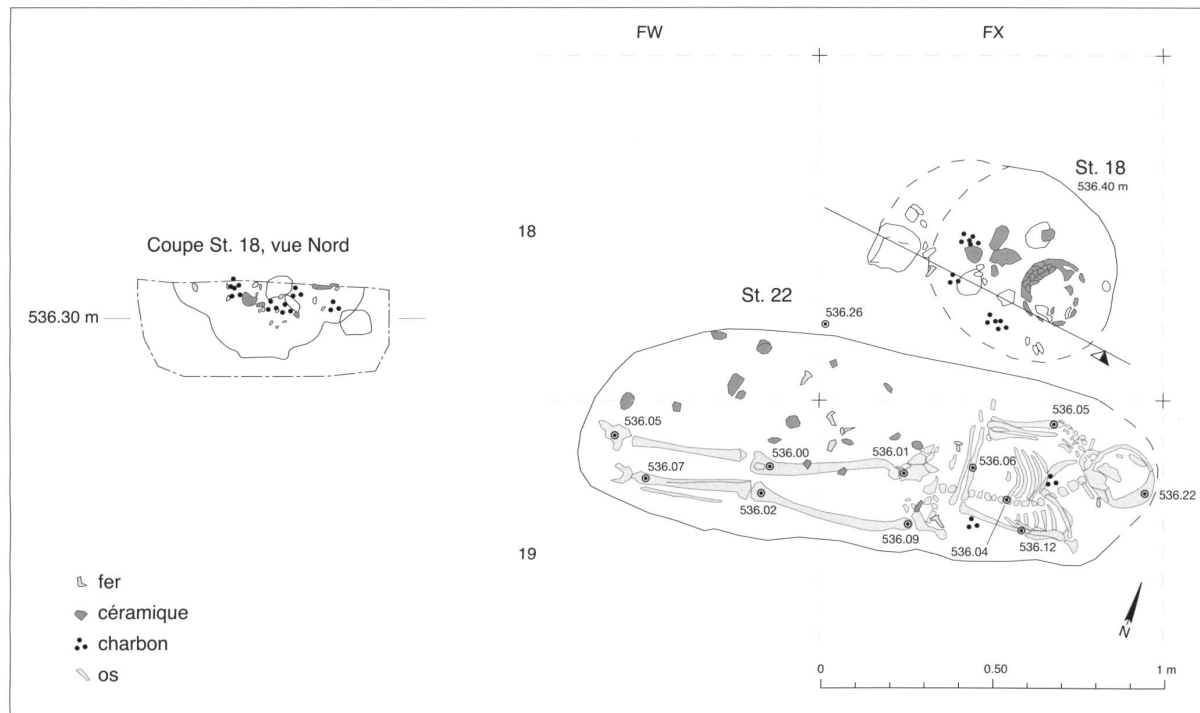 FW
FX
St. 18
536.40 m
18
Coupe St. 18, vue Nord
St. 22
536.30 m
536.26
536.05
536.05
536.00
536.01
536.06
536.07
536.22
536.02
536.09
536.04
536.12
19
fer
céramique
charbon
os
N
0
0.50
1 m